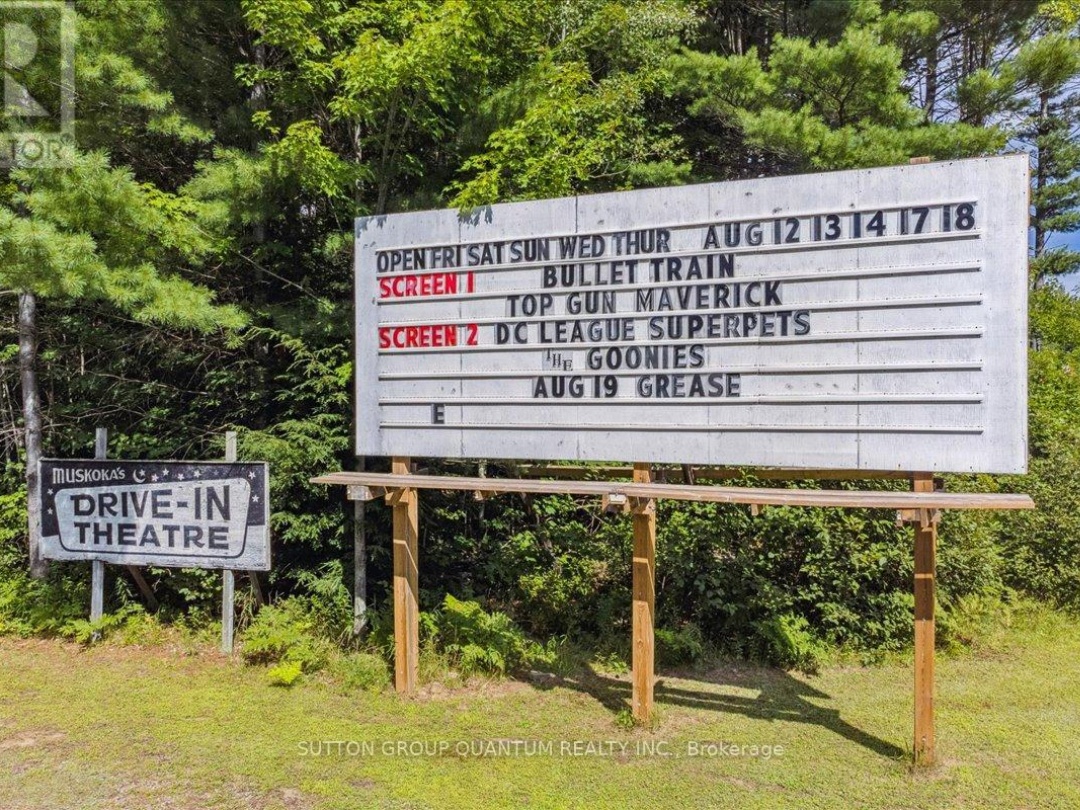 R
TOR
OPEN FRI SAT SUN WED THUR AUG 12 13 14 17 18
SCREEN 1 BULLET TRAIN
TOP GUN MAVERICK
SCREEN 2 DC LEAGUE SUPERPETS
THE GOONIES
AUG 19 GREASE
E
MUSKOKA'S
DRIVE-IN
THEATRE
SUTTON GROUP QUANTUM REALTY INC., Brokerage